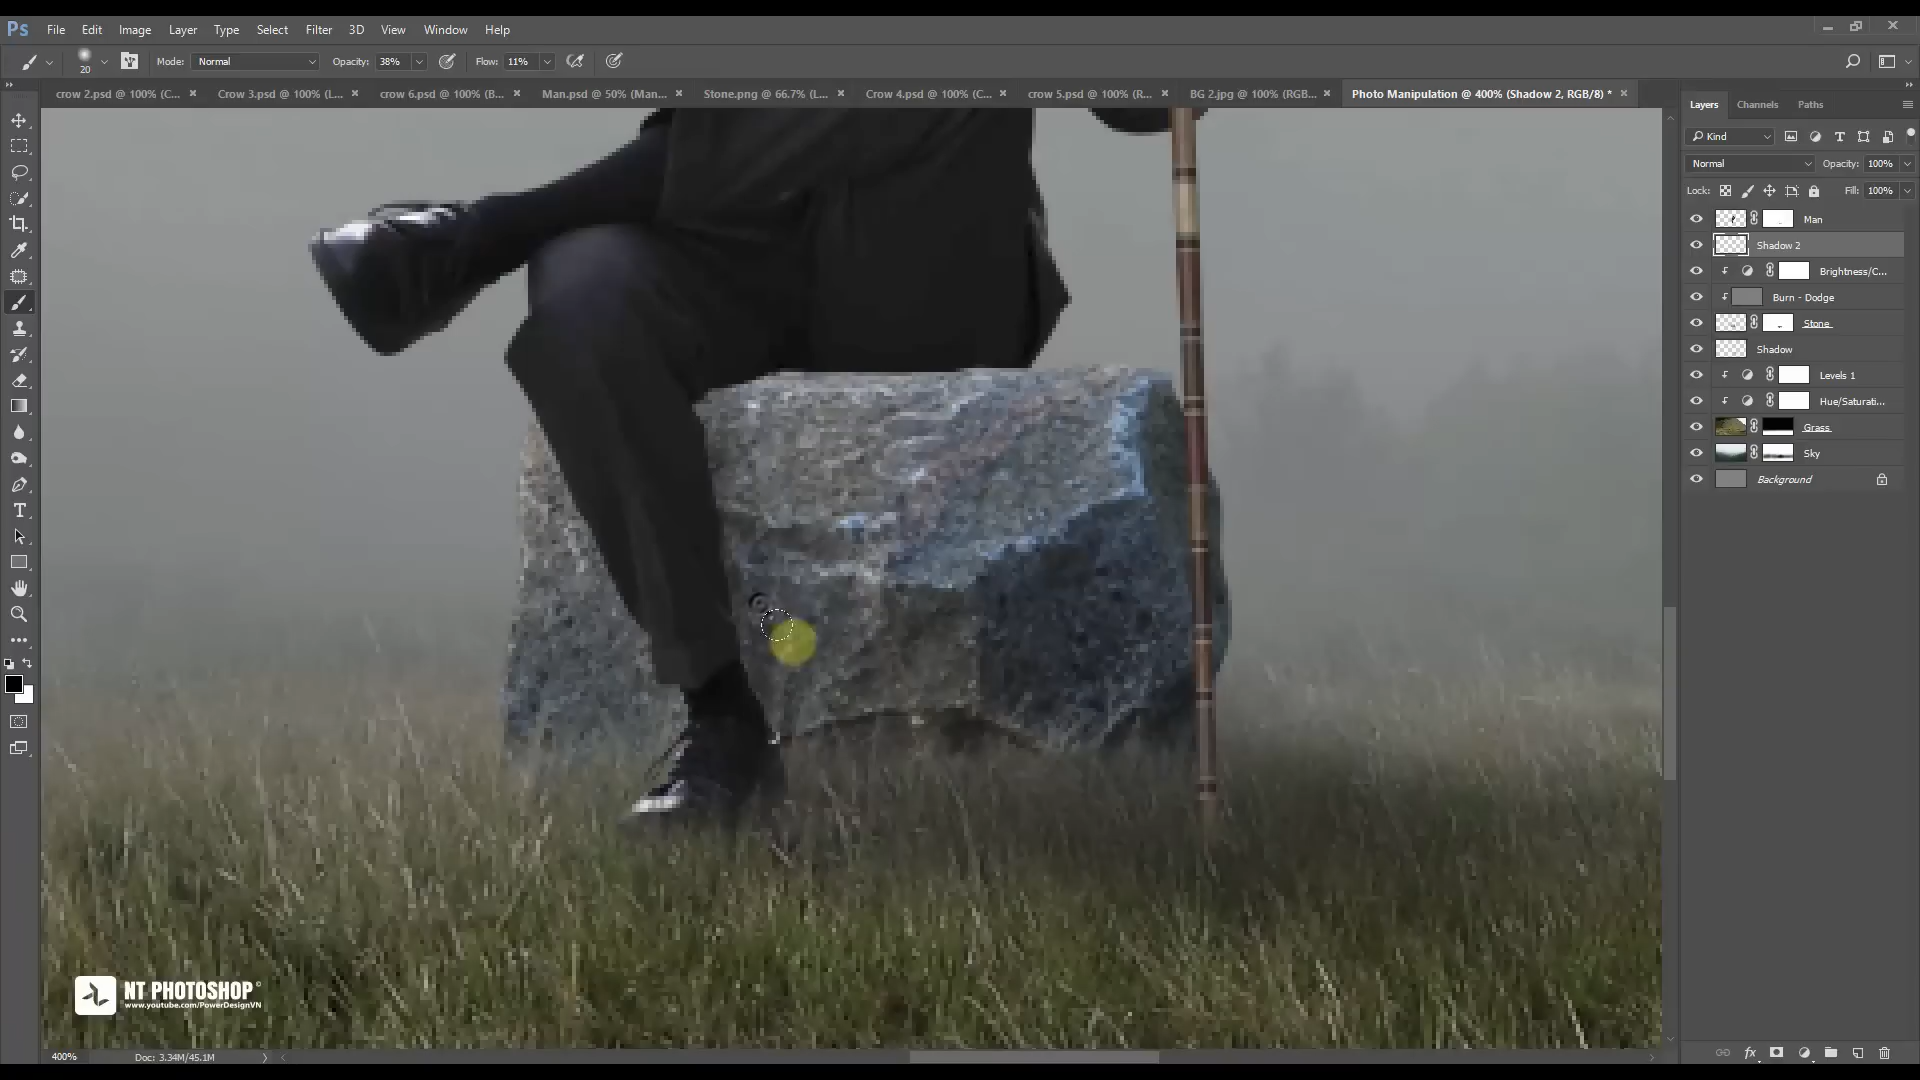 Ps File Edit Image Layer Type Select Filter 3D View Window Help
20 Mode: Normal Opacity: 38% Flow: 11%
crow 2.psd @ 100% (C... × Crow 3.psd @ 100% (L... × crow 6.psd @ 100% (B... × Man.psd @ 50% (Man... × Stone.png @ 66.7% (L... × Crow 4.psd @ 100% (C... × crow 5.psd @ 100% (R... × BG 2.jpg @ 100% (RGB... × Photo Manipulation @ 400% (Shadow 2, RGB/8) * ×
Layers Channels Paths
Kind
Normal Opacity: 100%
Lock: Fill: 100%
Man
Shadow 2
Brightness/C...
Burn - Dodge
Stone
Shadow
Levels 1
Hue/Saturati...
Grass
Sky
Background
NT PHOTOSHOP ©
www.youtube.com/PowerDesignVN
400% Doc: 3.34M/45.1M
fx